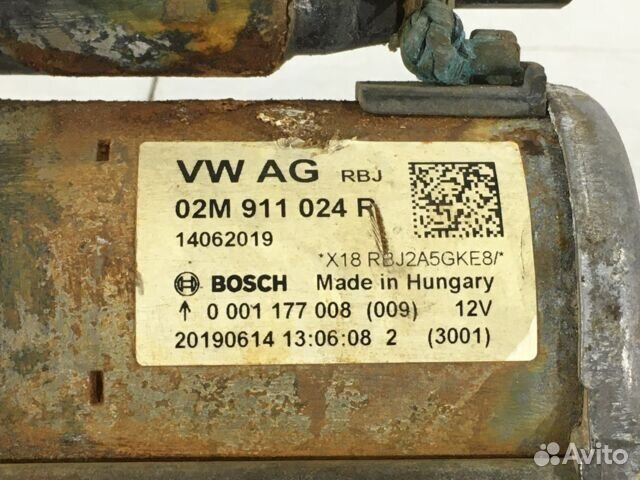 VW AG RBJ
02M 911 024 R
14062019
*X18 RBJ2A5GKE8/*
BOSCH Made in Hungary
↑ 0 001 177 008 (009) 12V
20190614 13:06:08 2 (3001)
Avito